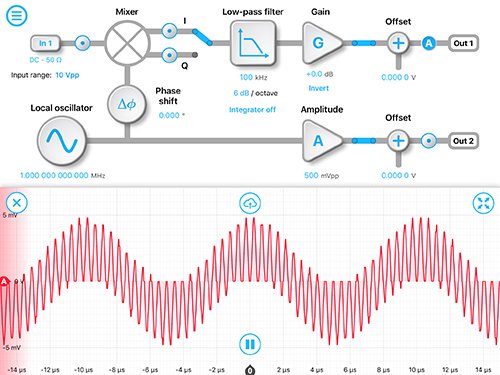 Mixer
Low-pass filter
Gain
Offset
I
Q
In 1
DC - 50 Ω
Input range: 10 Vpp
G
A
Out 1
100 kHz
6 dB / octave
Integrator off
+0.0 dB
Invert
0.000 0 V
Δϕ
Phase shift
0.000 °
Local oscillator
Amplitude
Offset
A
Out 2
1.000 000 000 000 MHz
500 mVpp
0.000 0 V
5 mV
A
0 V
-5 mV
-14 µs
-12 µs
-10 µs
-8 µs
-6 µs
-4 µs
-2 µs
0
2 µs
4 µs
6 µs
8 µs
10 µs
12 µs
14 µs